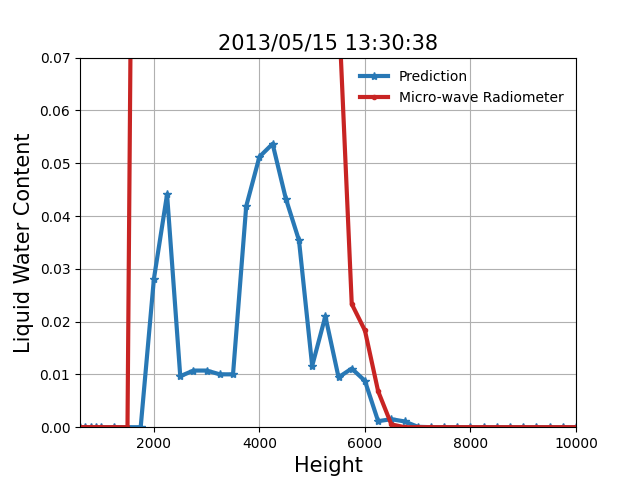 2013/05/15 13:30:38
0.07
0.06
0.05
0.04
0.03
0.02
0.01
0.00
Liquid Water Content
Prediction
Micro-wave Radiometer
2000 4000 6000 8000 10000
Height